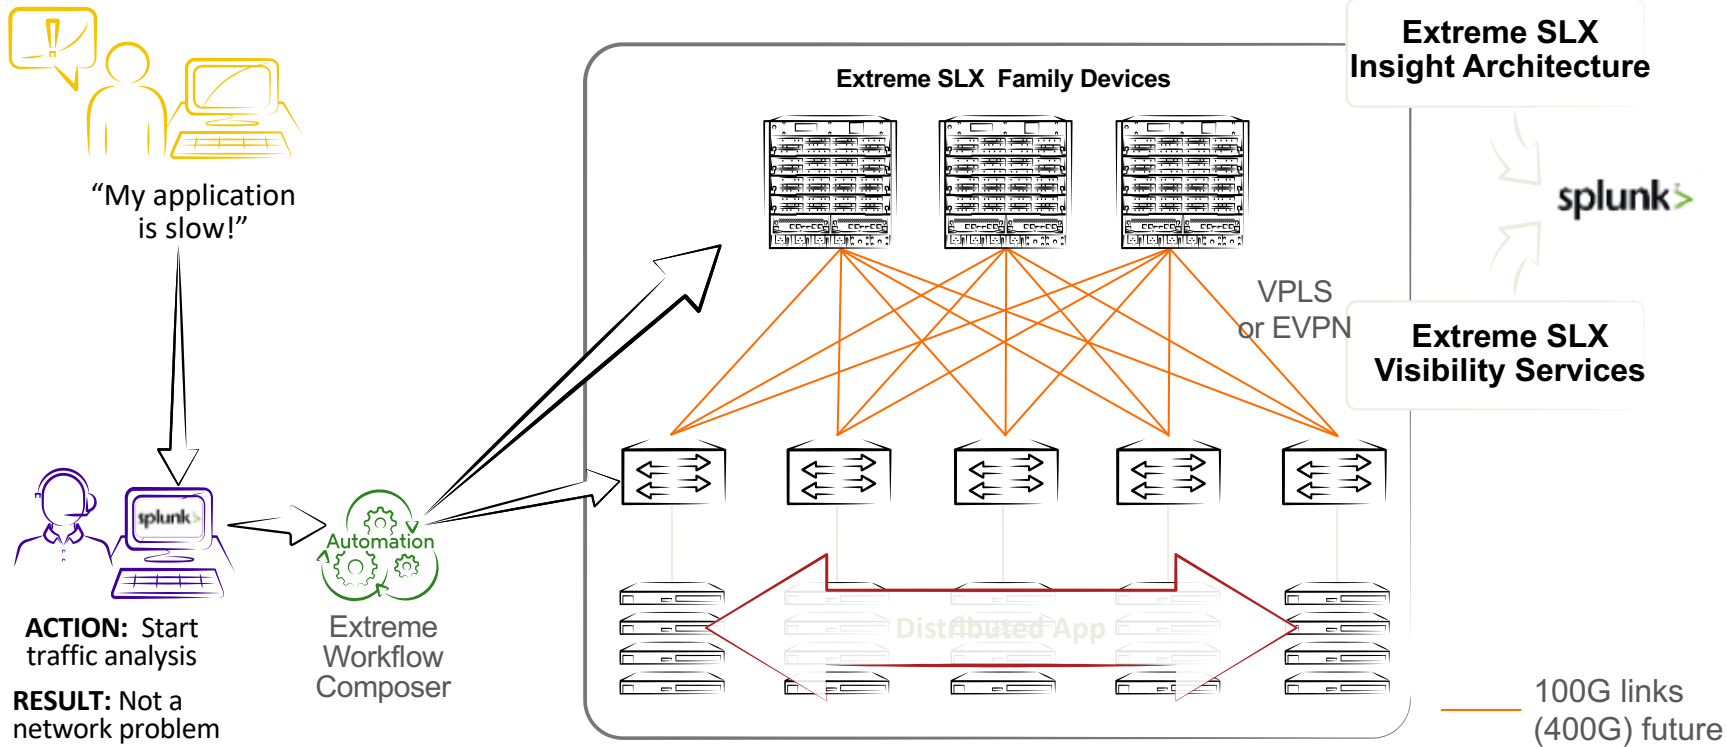 “My application
is slow!”
splunk>
ACTION: Start
traffic analysis
RESULT: Not a
network problem
Automation
Extreme
Workflow
Composer
Extreme SLX Family Devices
VPLS
or EVPN
Distributed App
Extreme SLX
Insight Architecture
splunk>
Extreme SLX
Visibility Services
100G links
(400G) future